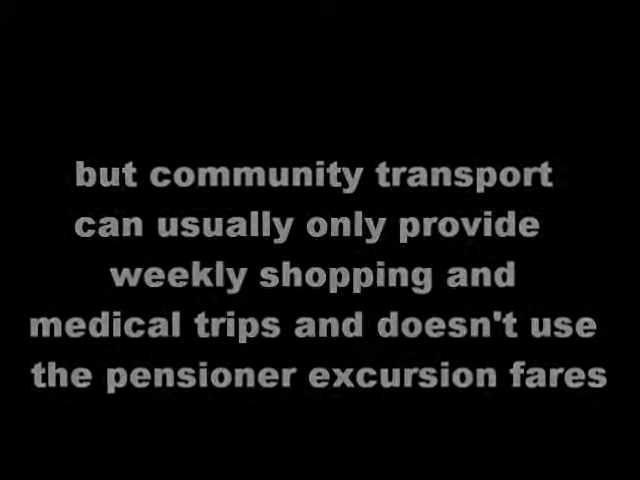 but community transport
can usually only provide
weekly shopping and
medical trips and doesn't use
the pensioner excursion fares